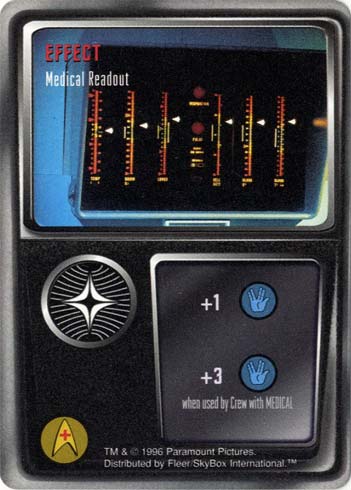 EFFECT
Medical Readout
+1
+3
when used by Crew with MEDICAL
TM & © 1996 Paramount Pictures.
Distributed by Fleer/SkyBox International.™